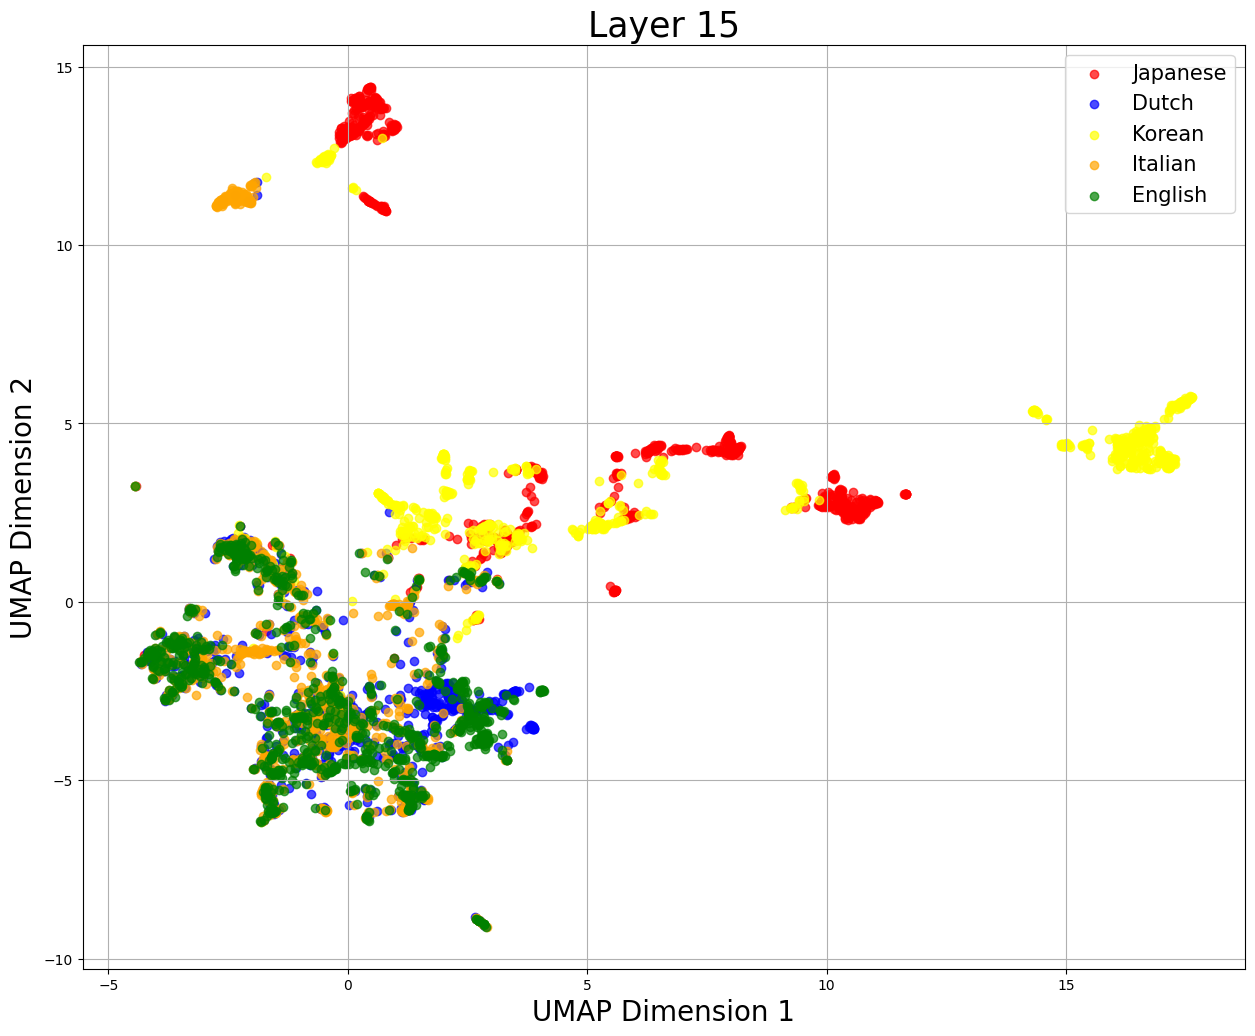 Layer 15
Japanese
Dutch
Korean
Italian
English
15
10
5
0
−5
−10
−5
0
5
10
15
UMAP Dimension 2
UMAP Dimension 1